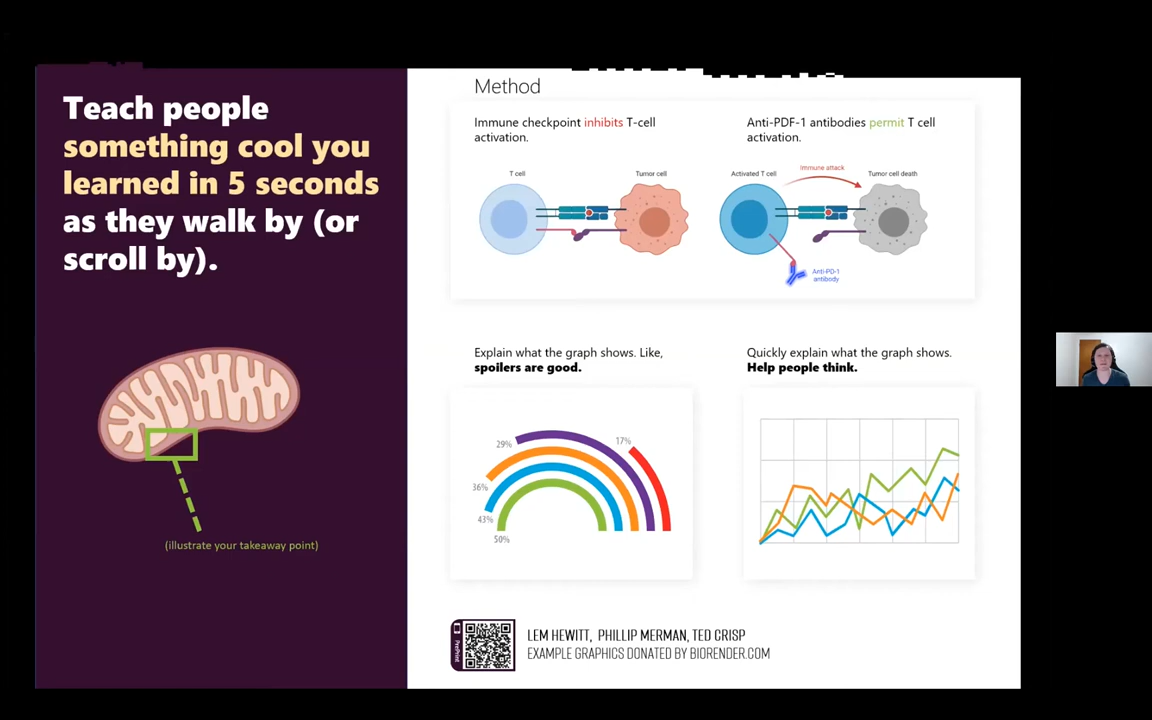 Teach people
something cool you
learned in 5 seconds
as they walk by (or
scroll by).
(illustrate your takeaway point)
Method
Immune checkpoint inhibits T-cell
activation.
T cell
Tumor cell
Anti-PDF-1 antibodies permit T cell
activation.
Activated T cell
Immune attack
Tumor cell death
Anti-PD-1
antibody
Explain what the graph shows. Like,
spoilers are good.
29%
17%
36%
43%
50%
Quickly explain what the graph shows.
Help people think.
PrePrint
LEM HEWITT, PHILLIP MERMAN, TED CRISP
EXAMPLE GRAPHICS DONATED BY BIORENDER.COM